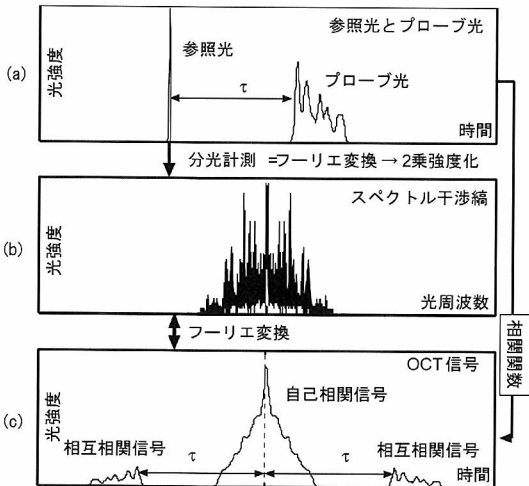 (a)
光強度
参照光とプローブ光
参照光
τ
プローブ光
時間
分光計測 =フーリエ変換→2乗強度化
(b)
光強度
スペクトル干渉縞
光周波数
フーリエ変換
相関関数
(c)
光強度
OCT信号
自己相関信号
相互相関信号
相互相関信号
τ
τ
時間